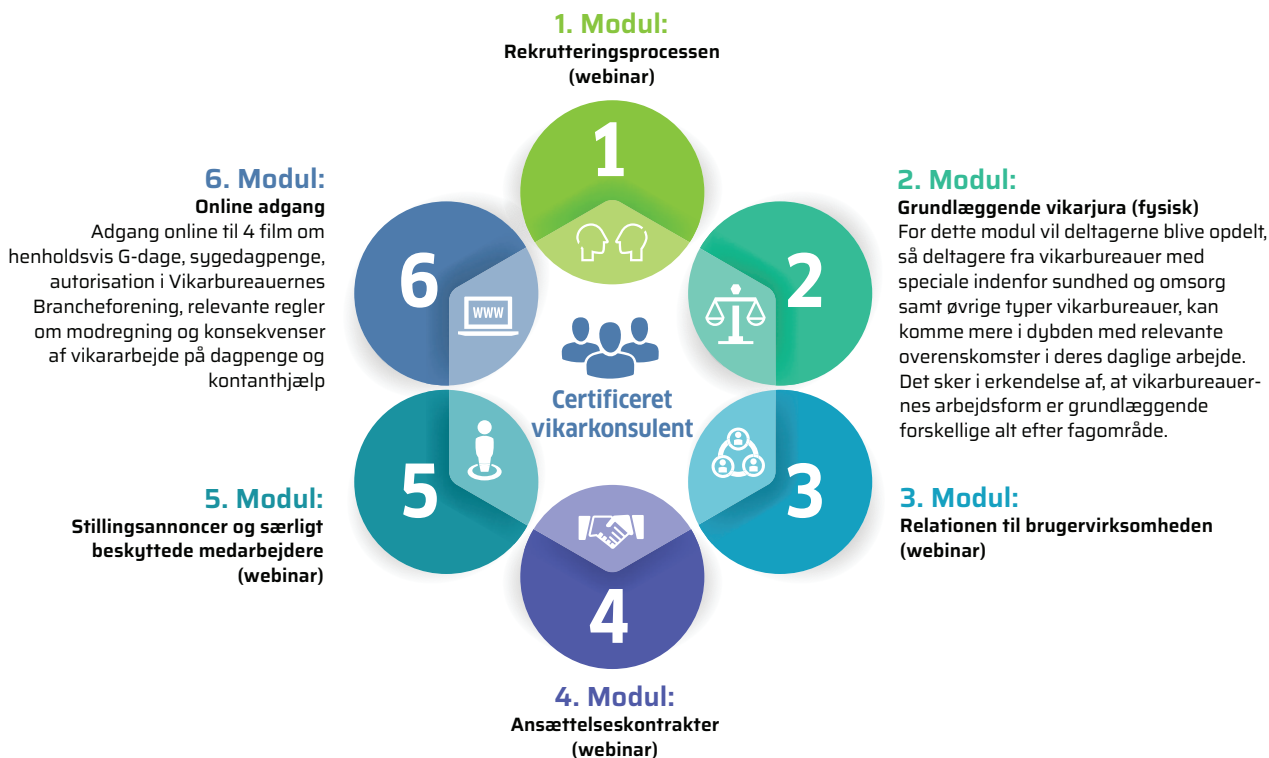 1. Modul:
Rekrutteringsprocessen
(webinar)
1
2. Modul:
Grundlæggende vikarjura (fysisk)
For dette modul vil deltagerne blive opdelt,
så deltagere fra vikarbureauer med
speciale indenfor sundhed og omsorg
samt øvrige typer vikarbureauer, kan
komme mere i dybden med relevante
overenskomster i deres daglige arbejde.
Det sker i erkendelse af, at vikarbureauer-
nes arbejdsform er grundlæggende
forskellige alt efter fagområde.
2
3. Modul:
Relationen til brugervirksomheden
(webinar)
3
4
4. Modul:
Ansættelseskontrakter
(webinar)
5. Modul:
Stillingsannoncer og særligt
beskyttede medarbejdere
(webinar)
5
6. Modul:
Online adgang
Adgang online til 4 film om
henholdsvis G-dage, sygedagpenge,
autorisation i Vikarbureauernes
Brancheforening, relevante regler
om modregning og konsekvenser
af vikararbejde på dagpenge og
kontanthjælp
6
WWW
Certificeret
vikarkonsulent